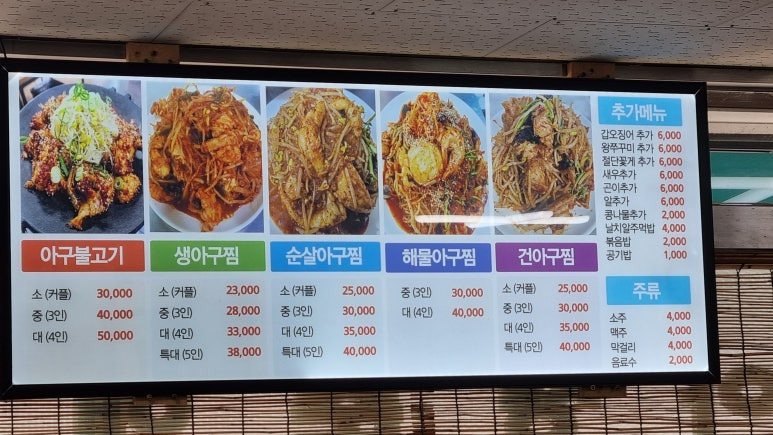 아구불고기
소 (커플) 30,000
중 (3인) 40,000
대 (4인) 50,000
생아구찜
소 (커플) 23,000
중 (3인) 28,000
대 (4인) 33,000
특대 (5인) 38,000
순살아구찜
소 (커플) 25,000
중 (3인) 30,000
대 (4인) 35,000
특대 (5인) 40,000
해물아구찜
중 (3인) 30,000
대 (4인) 40,000
건아구찜
소 (커플) 25,000
중 (3인) 30,000
대 (4인) 35,000
특대 (5인) 40,000
추가메뉴
갑오징어 추가 6,000
왕쭈꾸미 추가 6,000
절단꽃게 추가 6,000
새우추가 6,000
곤이추가 6,000
알추가 6,000
콩나물추가 2,000
날치알주먹밥 4,000
볶음밥 2,000
공기밥 1,000
주류
소주 4,000
맥주 4,000
막걸리 4,000
음료수 2,000